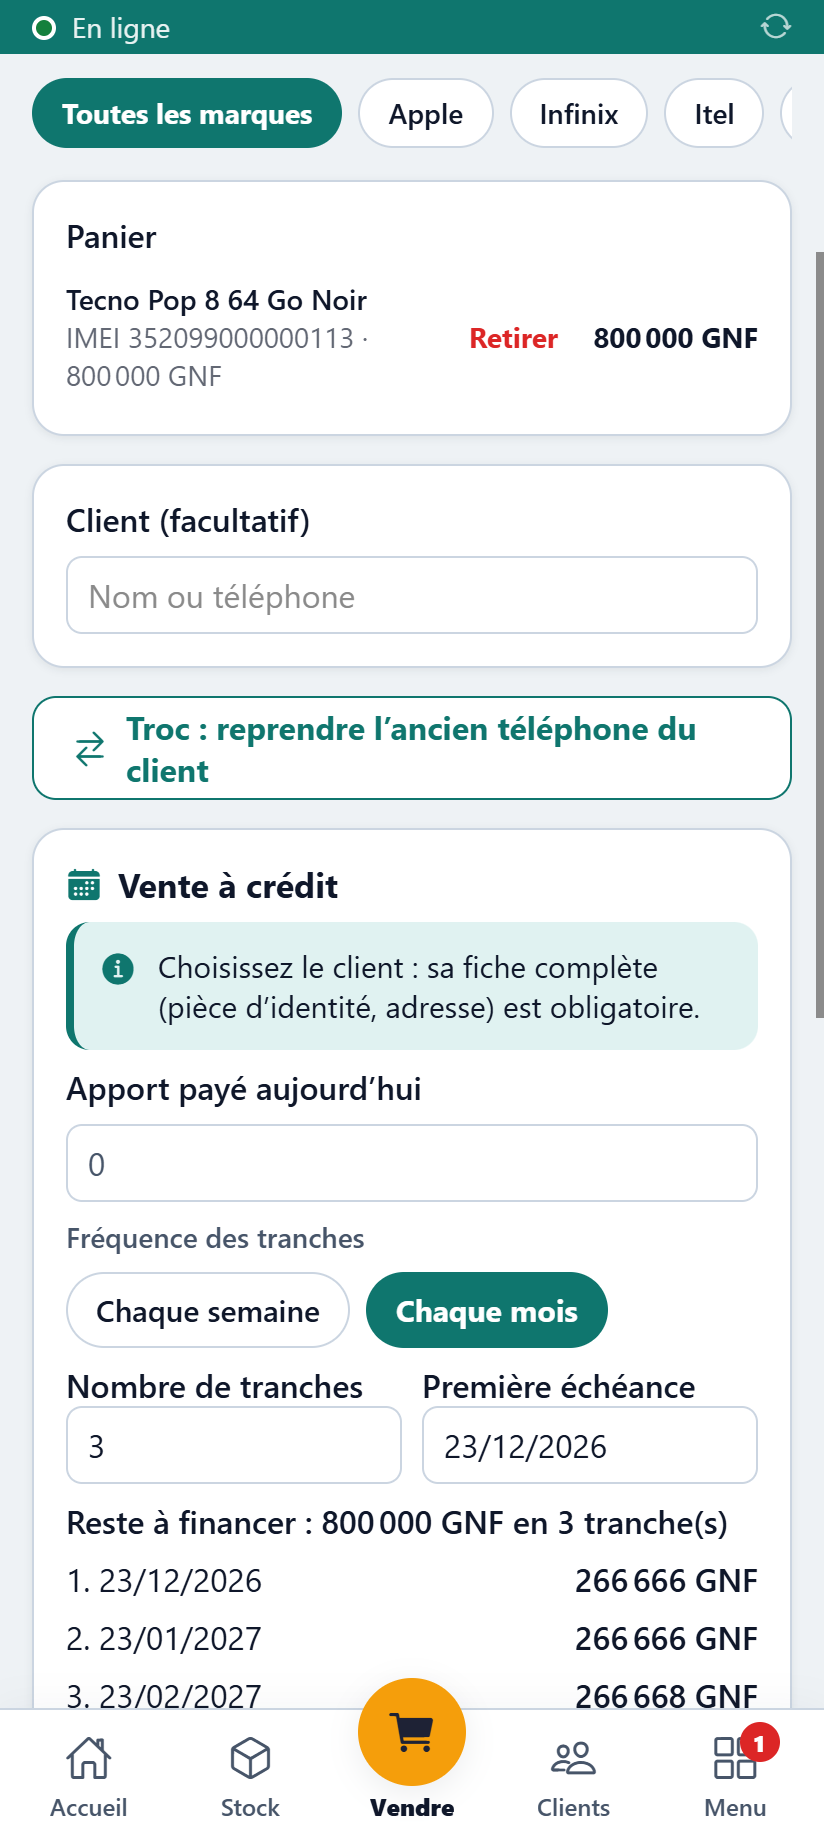 En ligne
Toutes les marques
Apple
Infinix
Itel
Panier
Tecno Pop 8 64 Go Noir
IMEI 352099000000113 ·
800 000 GNF
Retirer
800 000 GNF
Client (facultatif)
Nom ou téléphone
Troc : reprendre l’ancien téléphone du
client
Vente à crédit
Choisissez le client : sa fiche complète
(pièce d’identité, adresse) est obligatoire.
Apport payé aujourd’hui
0
Fréquence des tranches
Chaque semaine
Chaque mois
Nombre de tranches
Première échéance
3
23/12/2026
Reste à financer : 800 000 GNF en 3 tranche(s)
1. 23/12/2026 266 666 GNF
2. 23/01/2027 266 666 GNF
3. 23/02/2027 266 668 GNF
1
Accueil
Stock
Vendre
Clients
Menu